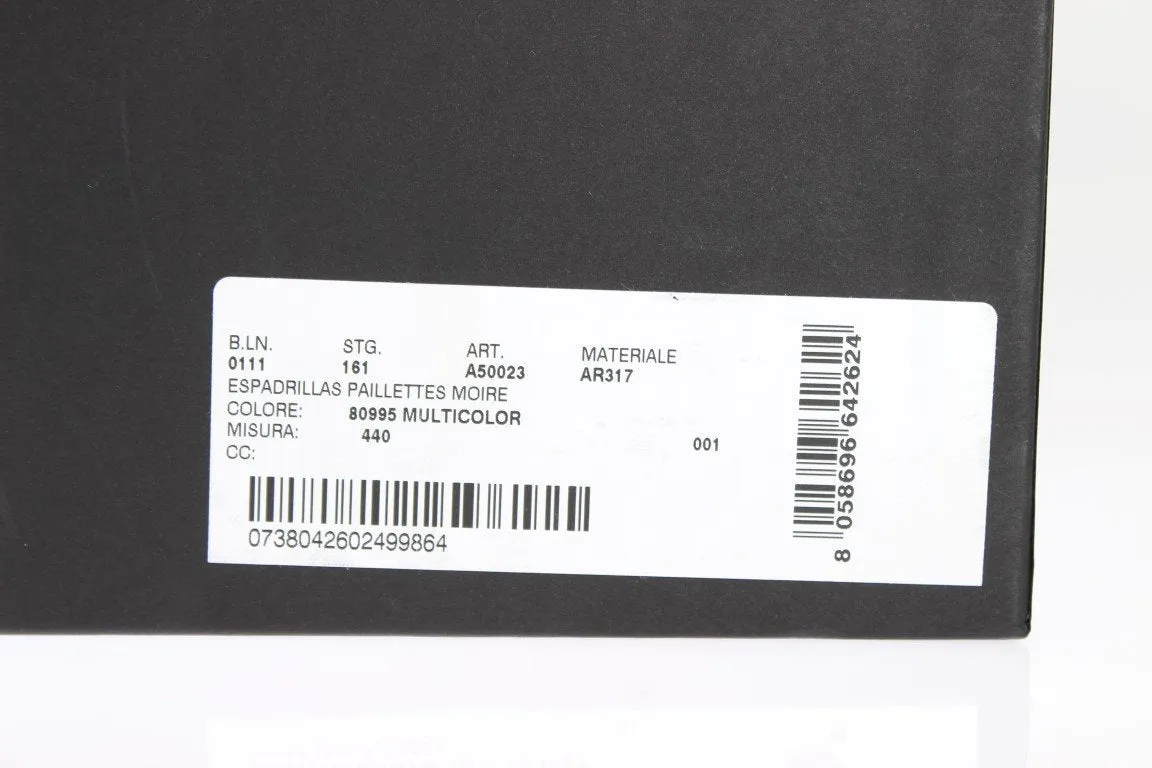 B.LN. STG. ART. MATERIALE
0111 161 A50023 AR317
ESPADRILLAS PAILLETTES MOIRE
COLORE: 80995 MULTICOLOR
MISURA: 440 001
CC:
0738042602499864
8 058696 642624